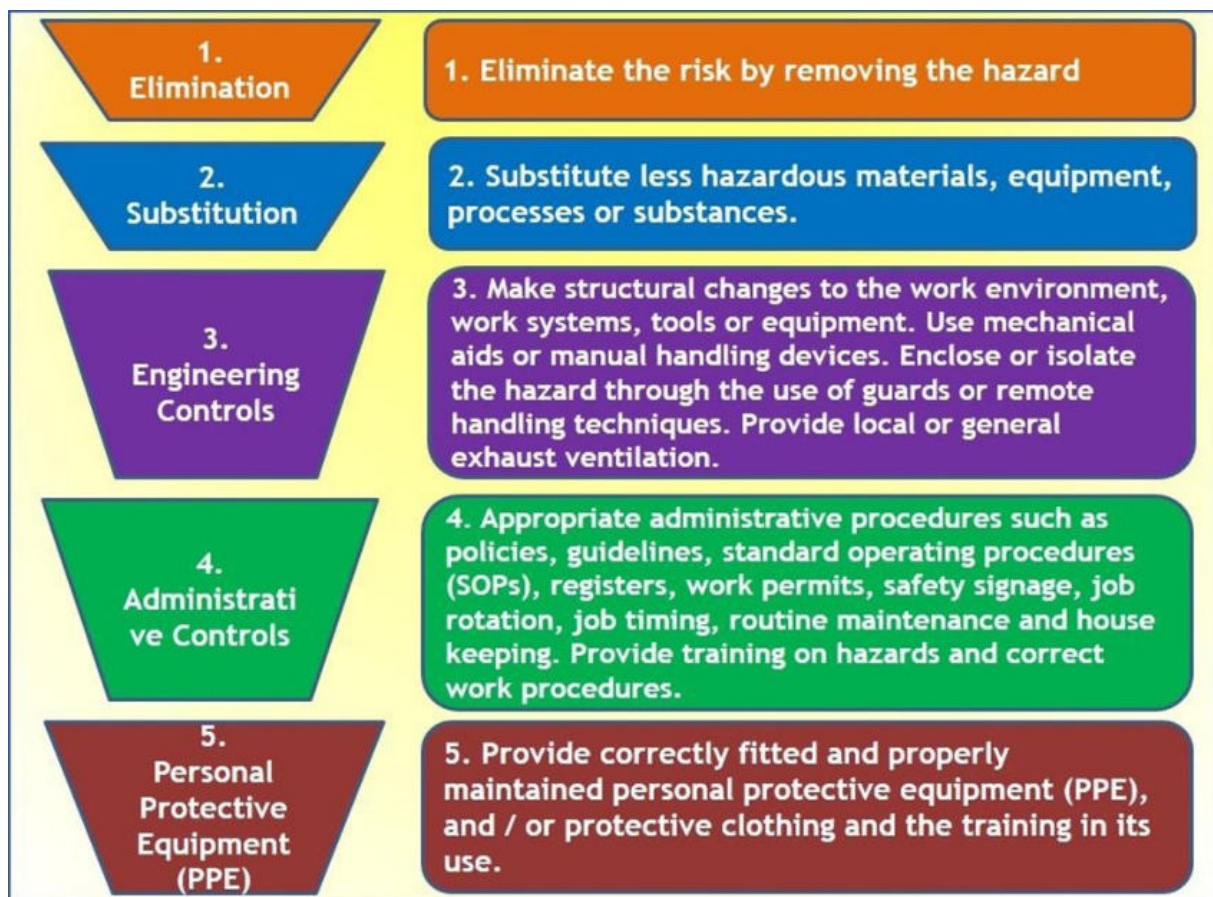 1.
Elimination
1. Eliminate the risk by removing the hazard
2.
Substitution
2. Substitute less hazardous materials, equipment,
processes or substances.
3.
Engineering
Controls
3. Make structural changes to the work environment,
work systems, tools or equipment. Use mechanical
aids or manual handling devices. Enclose or isolate
the hazard through the use of guards or remote
handling techniques. Provide local or general
exhaust ventilation.
4.
Administrati
ve Controls
4. Appropriate administrative procedures such as
policies, guidelines, standard operating procedures
(SOPs), registers, work permits, safety signage, job
rotation, job timing, routine maintenance and house
keeping. Provide training on hazards and correct
work procedures.
5.
Personal
Protective
Equipment
(PPE)
5. Provide correctly fitted and properly
maintained personal protective equipment (PPE),
and / or protective clothing and the training in its
use.